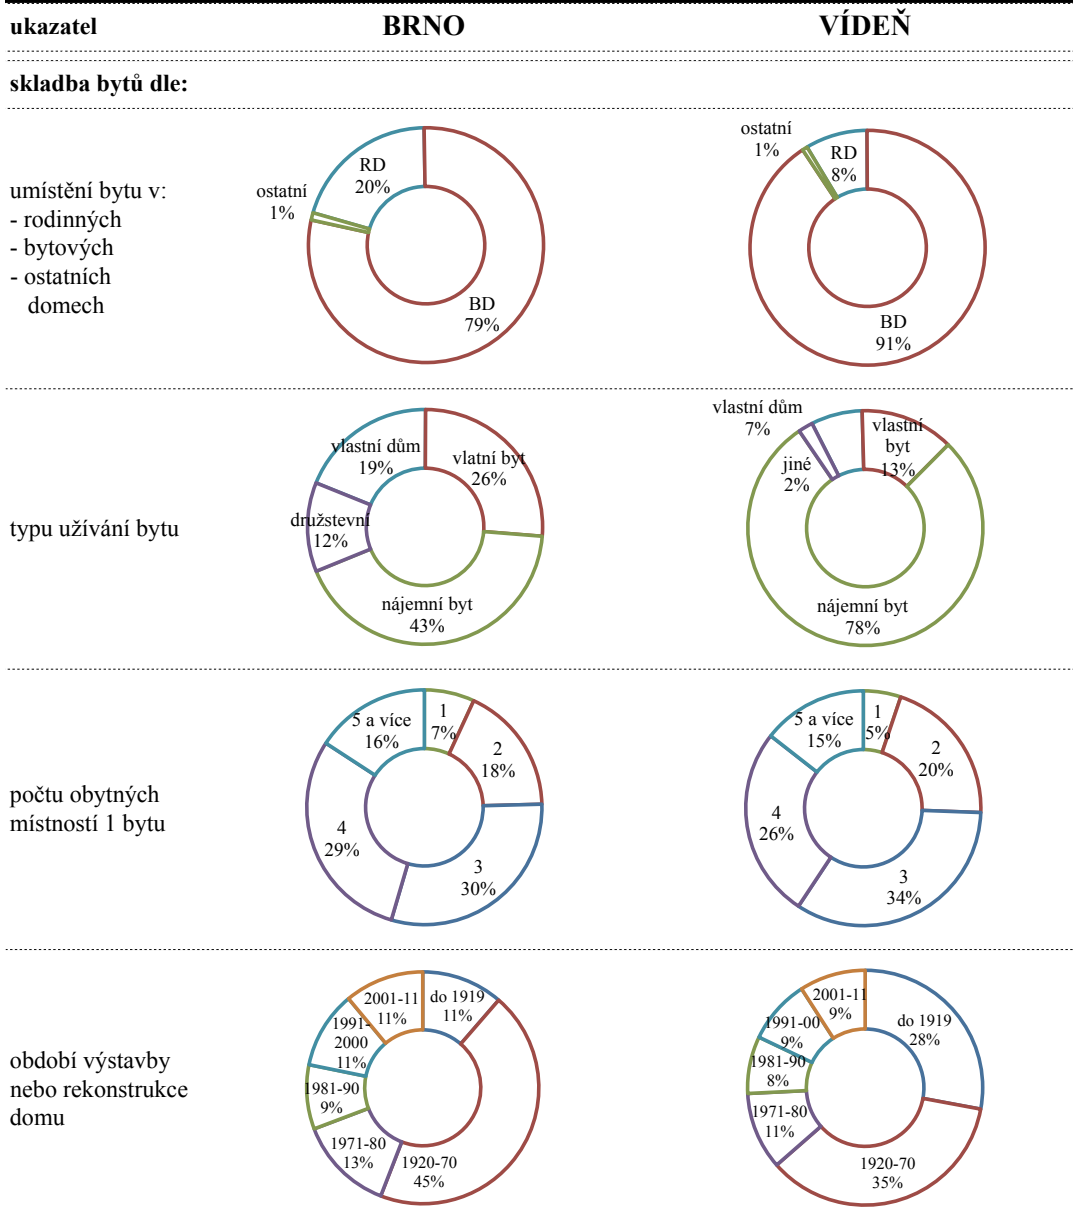 ukazatel
BRNO
VÍDEŇ
skladba bytů dle:
umístění bytu v:
- rodinných
- bytových
- ostatních
domech
RD
20%
ostatní
1%
BD
79%
ostatní
1%
RD
8%
BD
91%
typu užívání bytu
vlastní dům
19%
vlatní byt
26%
družstevní
12%
nájemní byt
43%
vlastní dům
7%
jiné
2%
vlastní
byt
13%
nájemní byt
78%
počtu obytných
místností 1 bytu
5 a více
16%
1
7%
2
18%
4
29%
3
30%
5 a více
15%
1
5%
2
20%
4
26%
3
34%
období výstavby
nebo rekonstrukce
domu
2001-11
11%
do 1919
11%
1991-
2000
11%
1981-90
9%
1971-80
13%
1920-70
45%
2001-11
9%
do 1919
28%
1991-00
9%
1981-90
8%
1971-80
11%
1920-70
35%